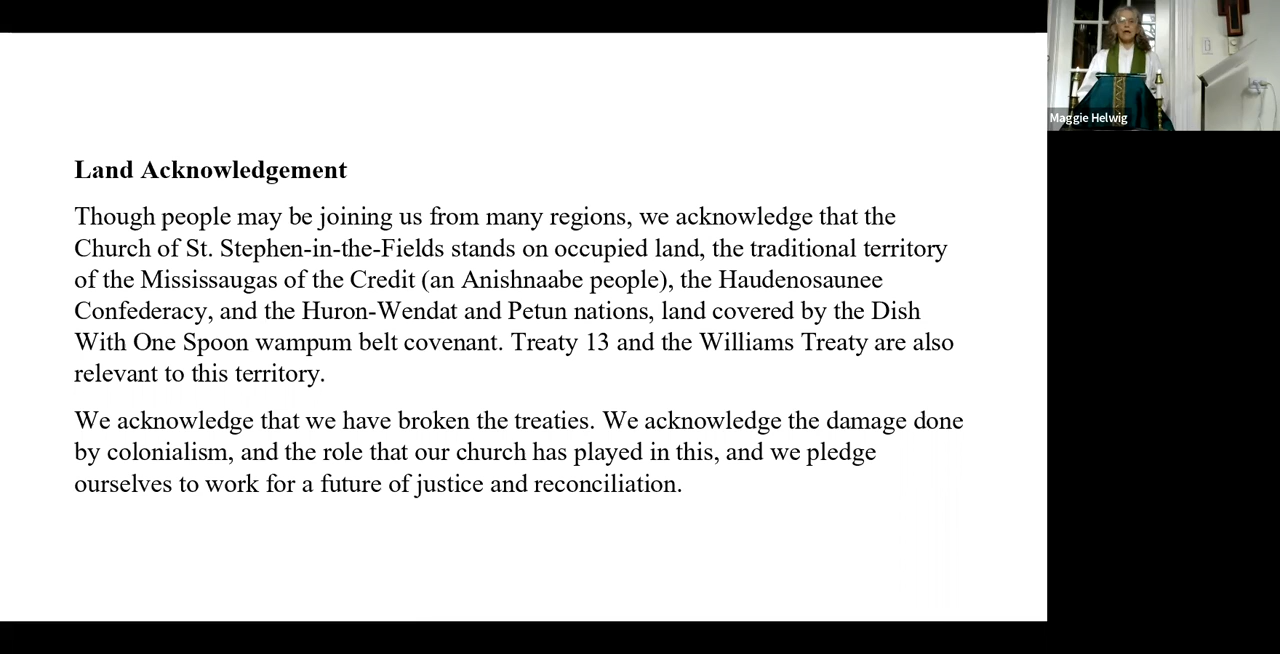 Maggie Helwig
Land Acknowledgement
Though people may be joining us from many regions, we acknowledge that the
Church of St. Stephen-in-the-Fields stands on occupied land, the traditional territory
of the Mississaugas of the Credit (an Anishnaabe people), the Haudenosaunee
Confederacy, and the Huron-Wendat and Petun nations, land covered by the Dish
With One Spoon wampum belt covenant. Treaty 13 and the Williams Treaty are also
relevant to this territory.
We acknowledge that we have broken the treaties. We acknowledge the damage done
by colonialism, and the role that our church has played in this, and we pledge
ourselves to work for a future of justice and reconciliation.